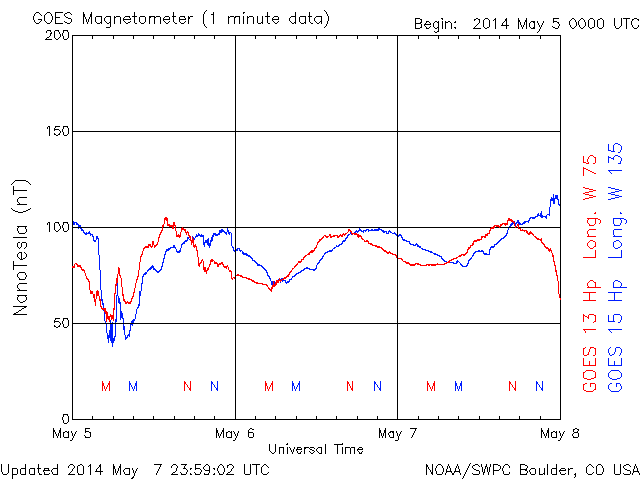 GOES Magnetometer (1 minute data)
Begin: 2014 May 5 0000 UTC
200
150
100
50
0
NanoTesla (nT)
M M N N M M N N M M N N
May 5 May 6 May 7 May 8
Universal Time
GOES 13 Hp Long. W 75
GOES 15 Hp Long. W 135
Updated 2014 May 7 23:59:02 UTC
NOAA/SWPC Boulder, CO USA